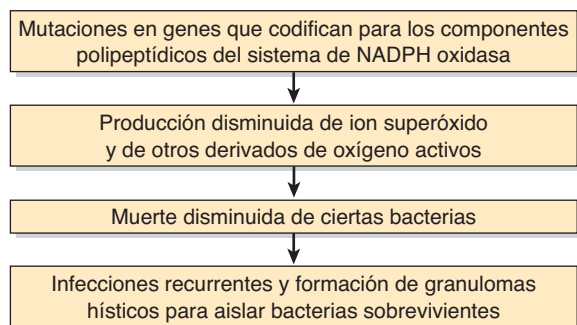 Mutaciones en genes que codifican para los componentes
polipeptídicos del sistema de NADPH oxidasa
Producción disminuida de ion superóxido
y de otros derivados de oxígeno activos
Muerte disminuida de ciertas bacterias
Infecciones recurrentes y formación de granulomas
hísticos para aislar bacterias sobrevivientes